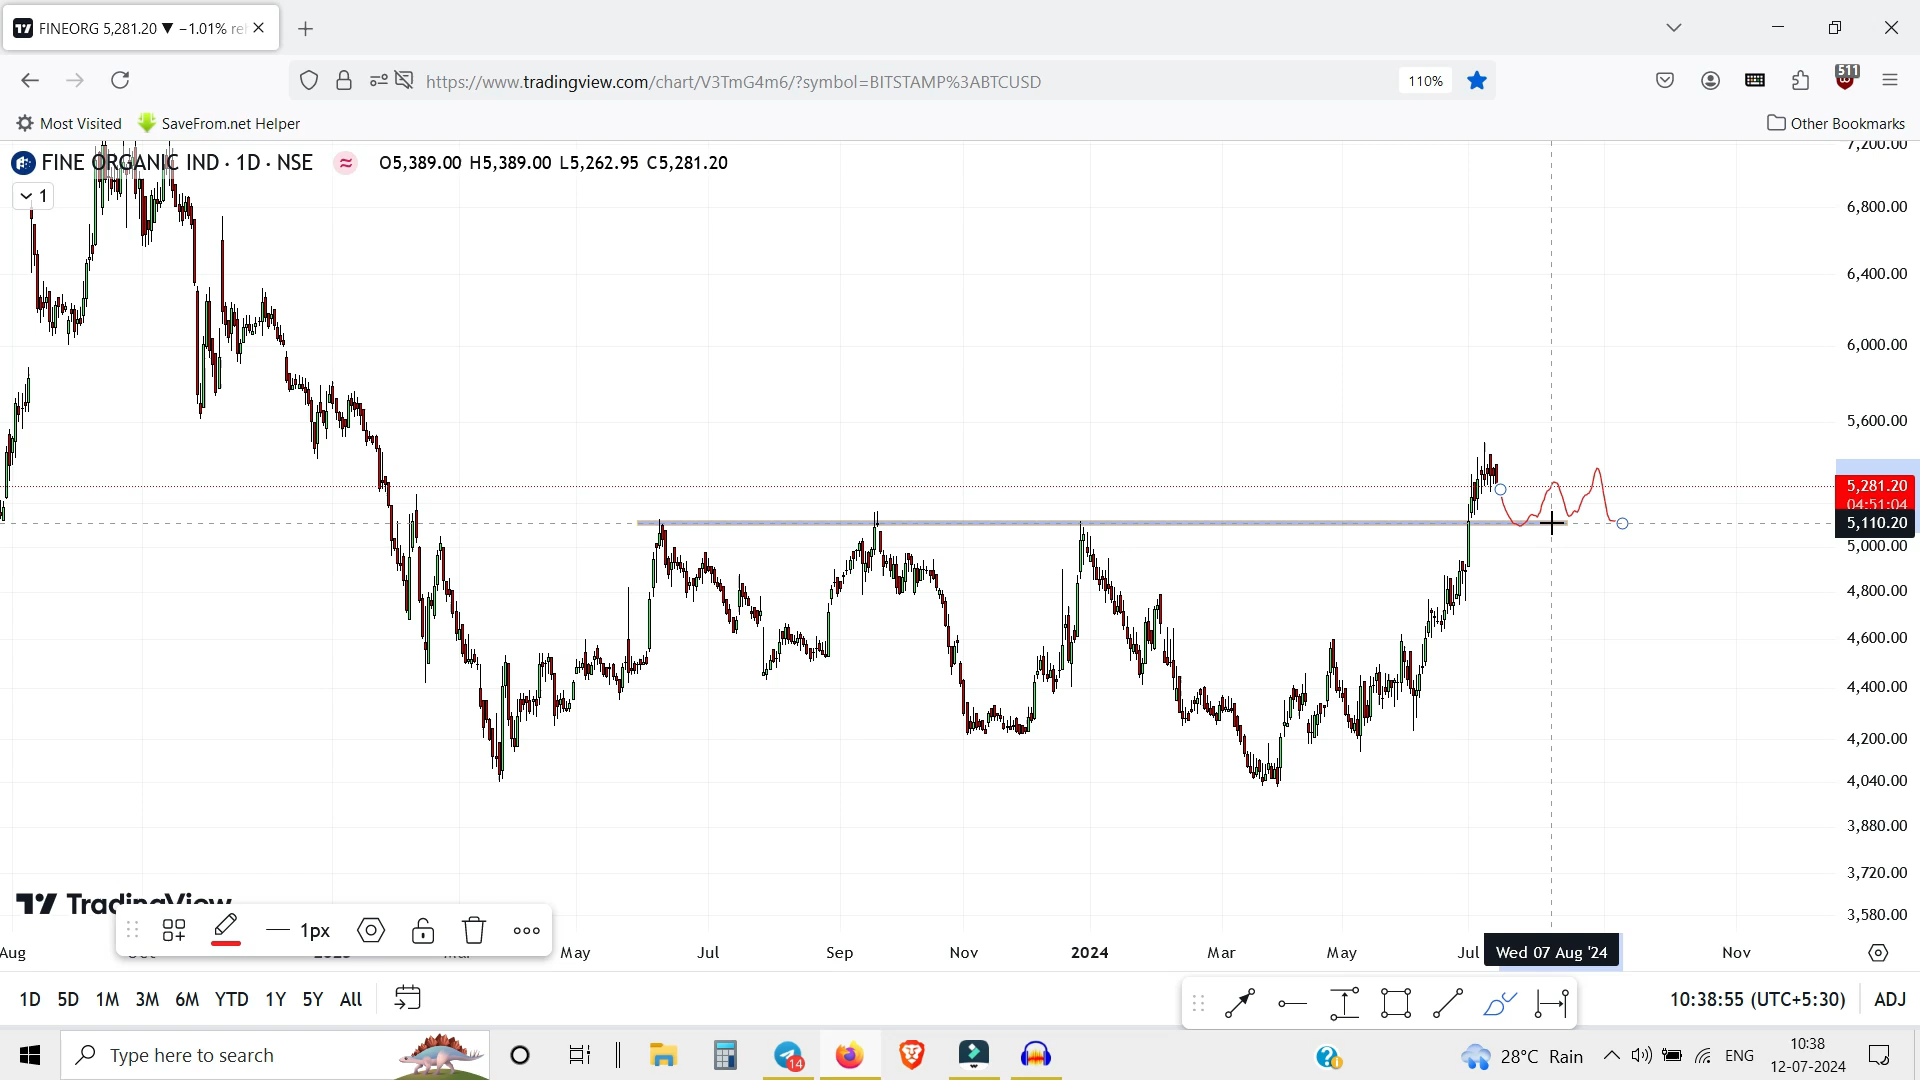 FINEORG 5,281.20 ▼ −1.01%
https://www.tradingview.com/chart/V3TmG4m6/?symbol=BITSTAMP%3ABTCUSD
110%
511
Most Visited
SaveFrom.net Helper
Other Bookmarks
FINE ORGANIC IND · 1D · NSE
O5,389.00 H5,389.00 L5,262.95 C5,281.20
1
7,200.00
6,800.00
6,400.00
6,000.00
5,600.00
5,281.20
04:51:04
5,110.20
5,000.00
4,800.00
4,600.00
4,400.00
4,200.00
4,040.00
3,880.00
3,720.00
3,580.00
TradingView
1px
Aug
May
Jul
Sep
Nov
2024
Mar
May
Jul
Wed 07 Aug '24
Nov
1D 5D 1M 3M 6M YTD 1Y 5Y All
10:38:55 (UTC+5:30)
ADJ
Type here to search
14
28°C Rain
ENG
10:38
12-07-2024